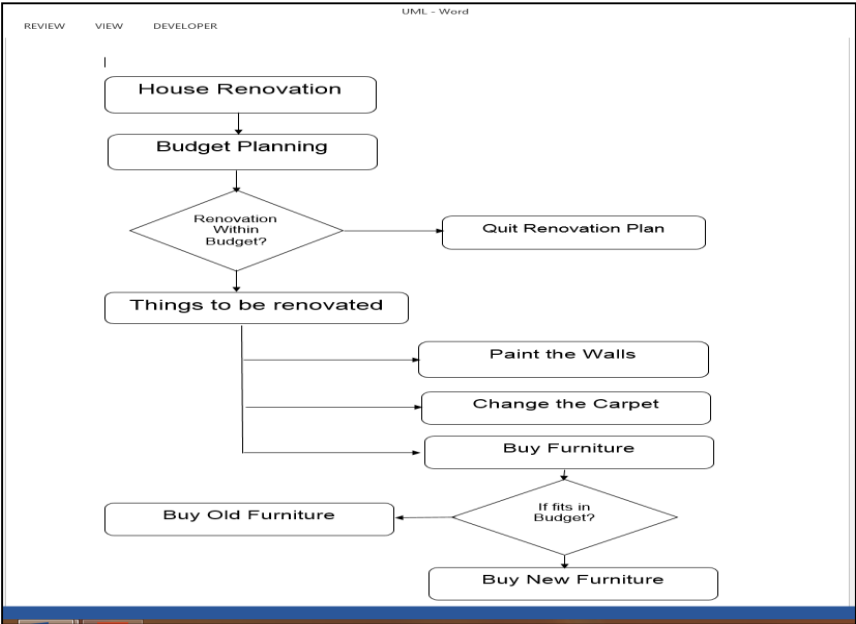 UML - Word
REVIEW VIEW DEVELOPER
House Renovation
Budget Planning
Renovation
Within
Budget?
Quit Renovation Plan
Things to be renovated
Paint the Walls
Change the Carpet
Buy Furniture
If fits in
Budget?
Buy Old Furniture
Buy New Furniture